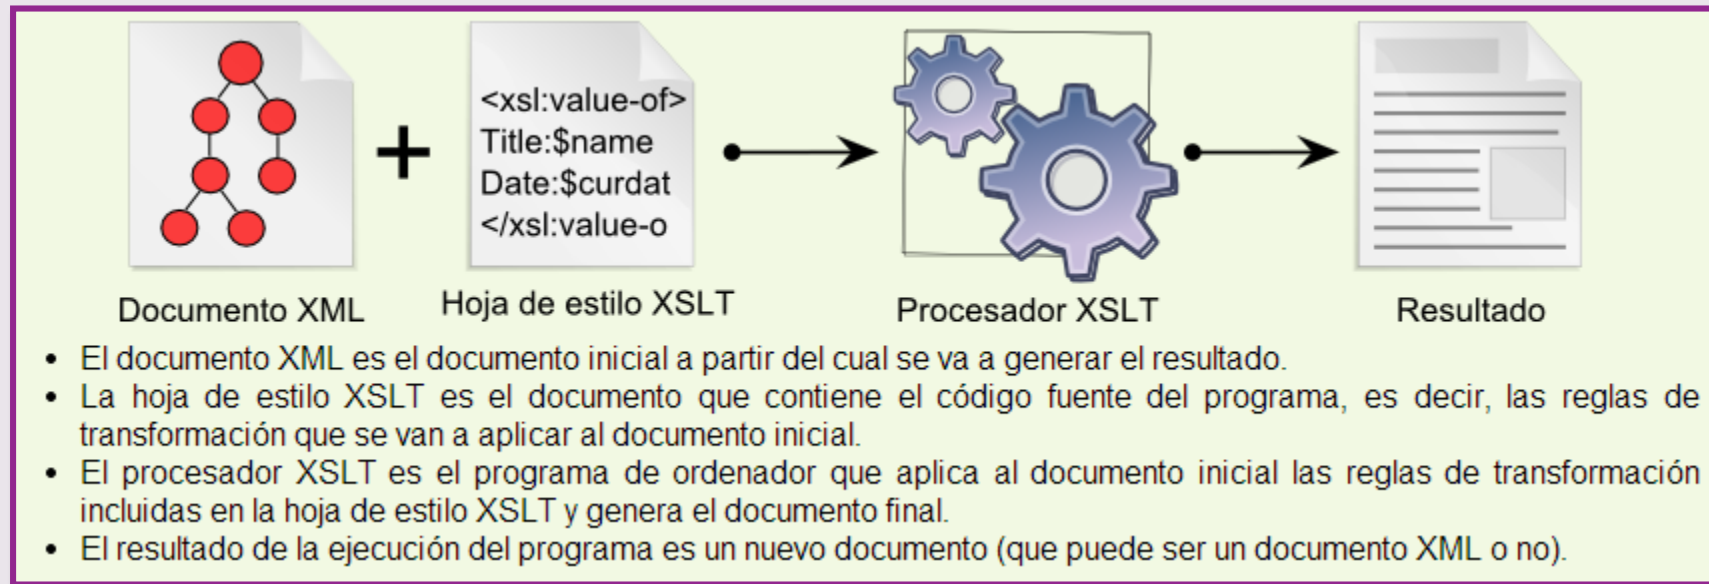 <xsl:value-of>
Title:$name
Date:$curdat
</xsl:value-o
Documento XML
Hoja de estilo XSLT
Procesador XSLT
Resultado
• El documento XML es el documento inicial a partir del cual se va a generar el resultado.
• La hoja de estilo XSLT es el documento que contiene el código fuente del programa, es decir, las reglas de
transformación que se van a aplicar al documento inicial.
• El procesador XSLT es el programa de ordenador que aplica al documento inicial las reglas de transformación
incluidas en la hoja de estilo XSLT y genera el documento final.
• El resultado de la ejecución del programa es un nuevo documento (que puede ser un documento XML o no).